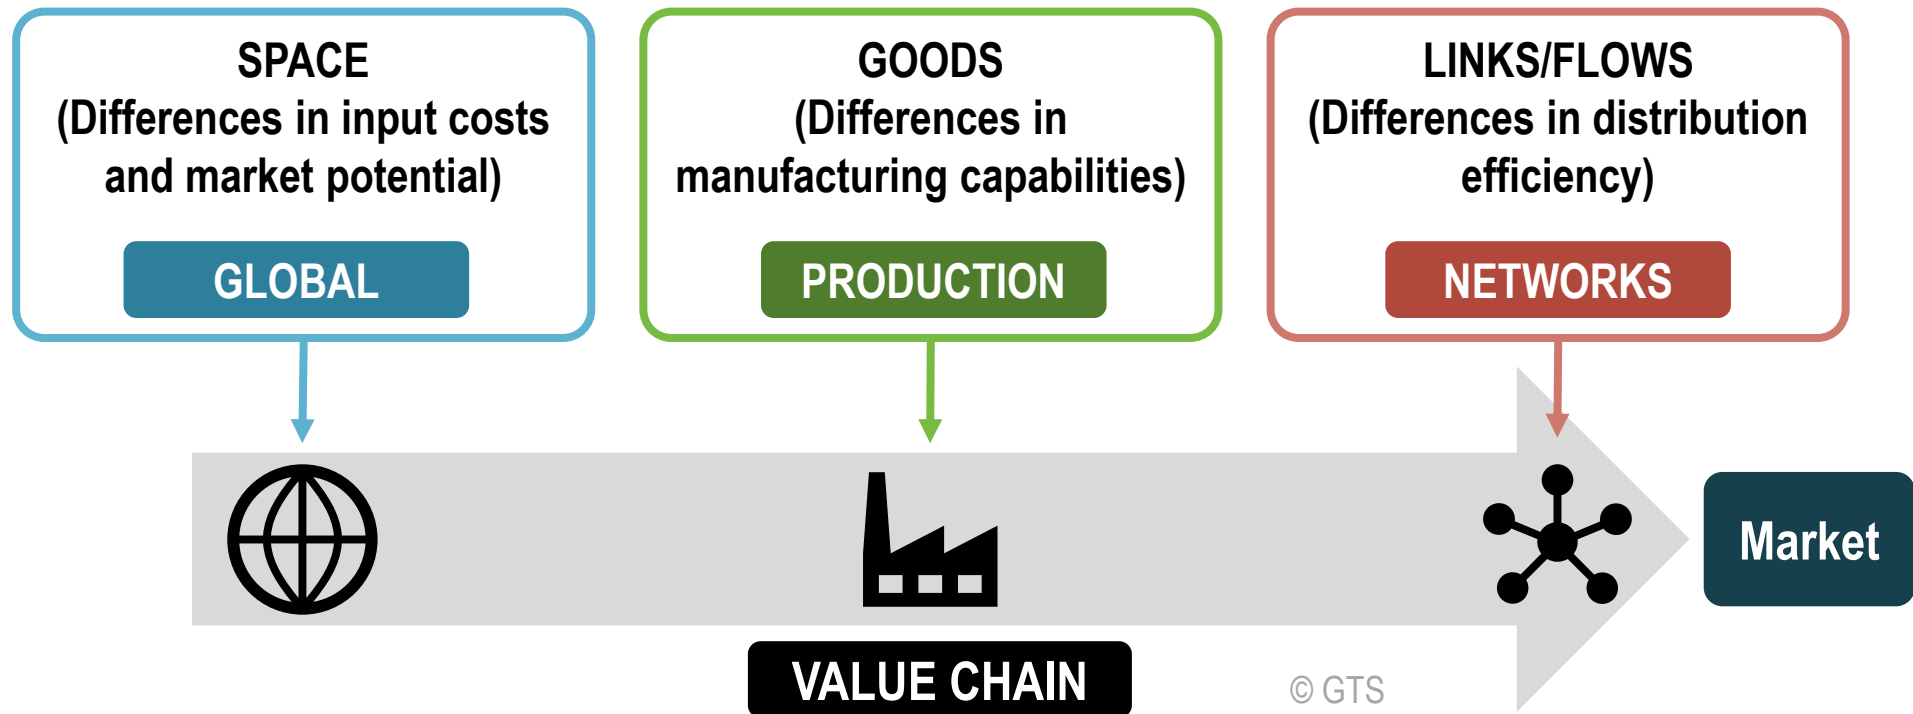 SPACE
(Differences in input costs
and market potential)
GLOBAL
GOODS
(Differences in
manufacturing capabilities)
PRODUCTION
LINKS/FLOWS
(Differences in distribution
efficiency)
NETWORKS
Market
VALUE CHAIN
© GTS